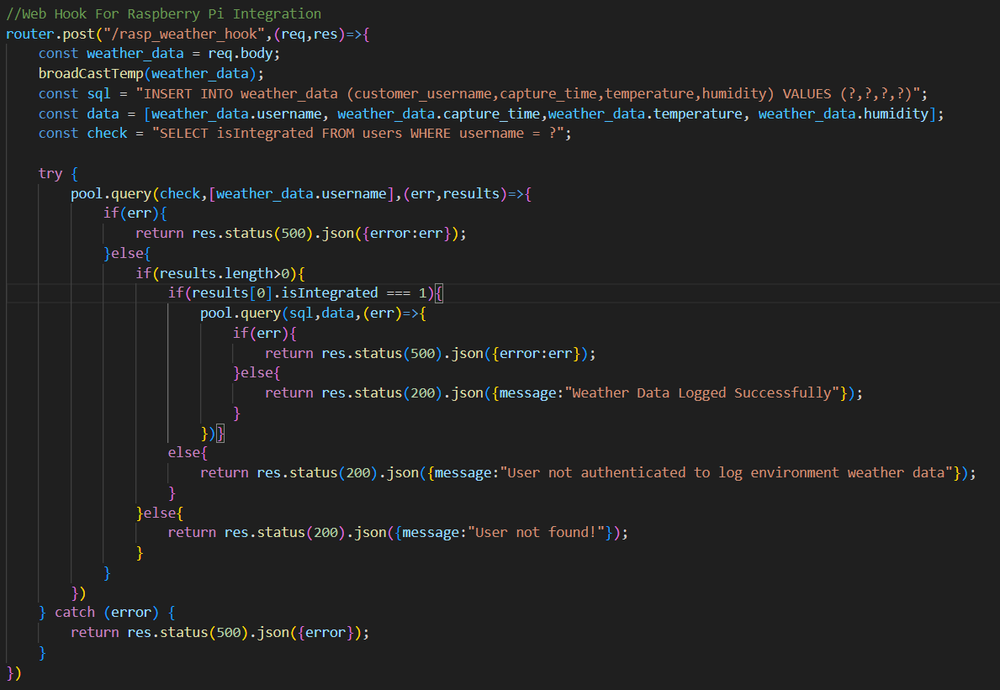 //Web Hook For Raspberry Pi Integration
router.post("/rasp_weather_hook",(req,res)=>{
    const weather_data = req.body;
    broadCastTemp(weather_data);
    const sql = "INSERT INTO weather_data (customer_username,capture_time,temperature,humidity) VALUES (?,?,?,?)";
    const data = [weather_data.username, weather_data.capture_time,weather_data.temperature, weather_data.humidity];
    const check = "SELECT isIntegrated FROM users WHERE username = ?";

    try {
        pool.query(check,[weather_data.username],(err,results)=>{
            if(err){
                return res.status(500).json({error:err});
            }else{
                if(results.length>0){
                    if(results[0].isIntegrated === 1){
                        pool.query(sql,data,(err)=>{
                            if(err){
                                return res.status(500).json({error:err});
                            }else{
                                return res.status(200).json({message:"Weather Data Logged Successfully"});
                            }
                        })}
                    else{
                        return res.status(200).json({message:"User not authenticated to log environment weather data"});
                    }
                }else{
                    return res.status(200).json({message:"User not found!"});
                }
            }
        })
    } catch (error) {
        return res.status(500).json({error});
    }
})